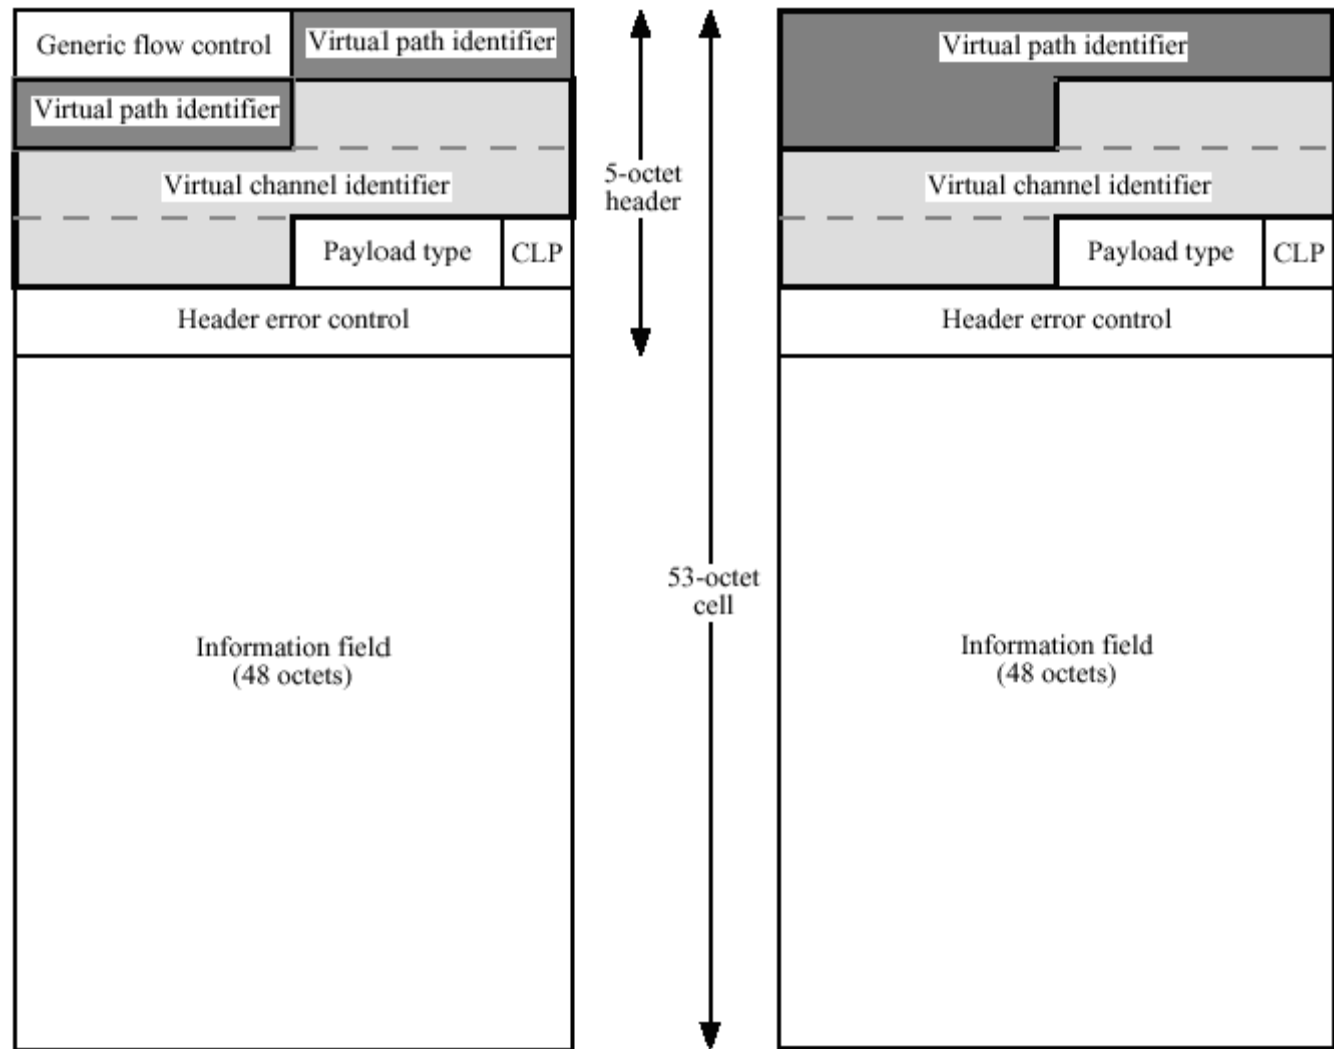 Generic flow control
Virtual path identifier
Virtual path identifier
Virtual channel identifier
Payload type
CLP
Header error control
Information field
(48 octets)
5-octet
header
53-octet
cell
Virtual path identifier
Virtual channel identifier
Payload type
CLP
Header error control
Information field
(48 octets)